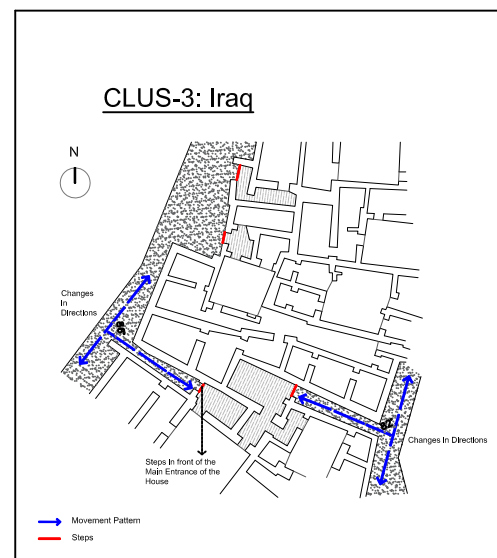 CLUS-3: Iraq
N
Changes
In
Directions
Changes In Directions
Steps In front of the
Main Entrance of the
House
Movement Pattern
Steps